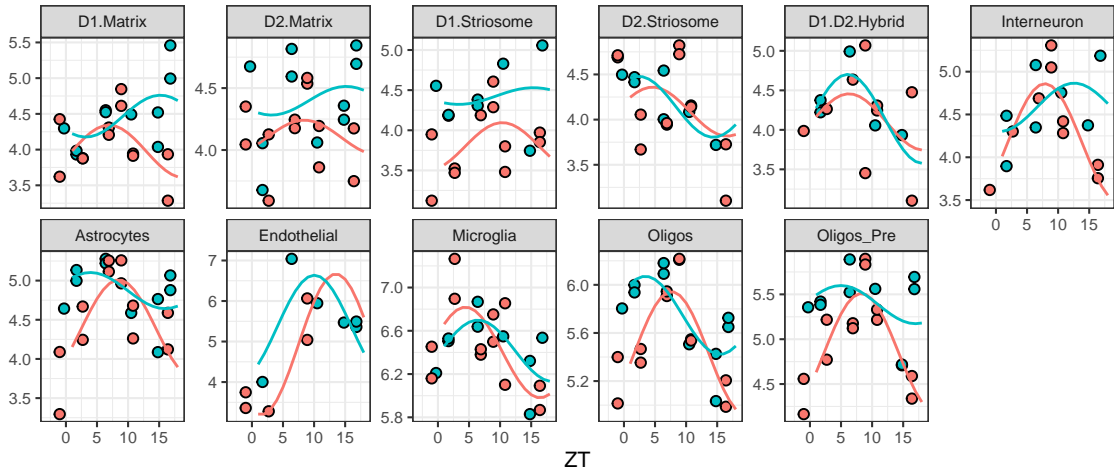 D1.Matrix D2.Matrix D1.Striosome D2.Striosome D1.D2.Hybrid Interneuron
5.5 5.0 4.5 4.0 3.5
4.5 4.0
5.0 4.5 4.0 3.5
4.5 4.0 3.5
5.0 4.5 4.0 3.5
5.0 4.5 4.0 3.5
Astrocytes Endothelial Microglia Oligos Oligos_Pre
5.0 4.5 4.0 3.5
7 6 5 4
7.0 6.6 6.2 5.8
6.0 5.6 5.2
5.5 5.0 4.5
0 5 10 15 0 5 10 15 0 5 10 15 0 5 10 15 0 5 10 15 0 5 10 15
ZT